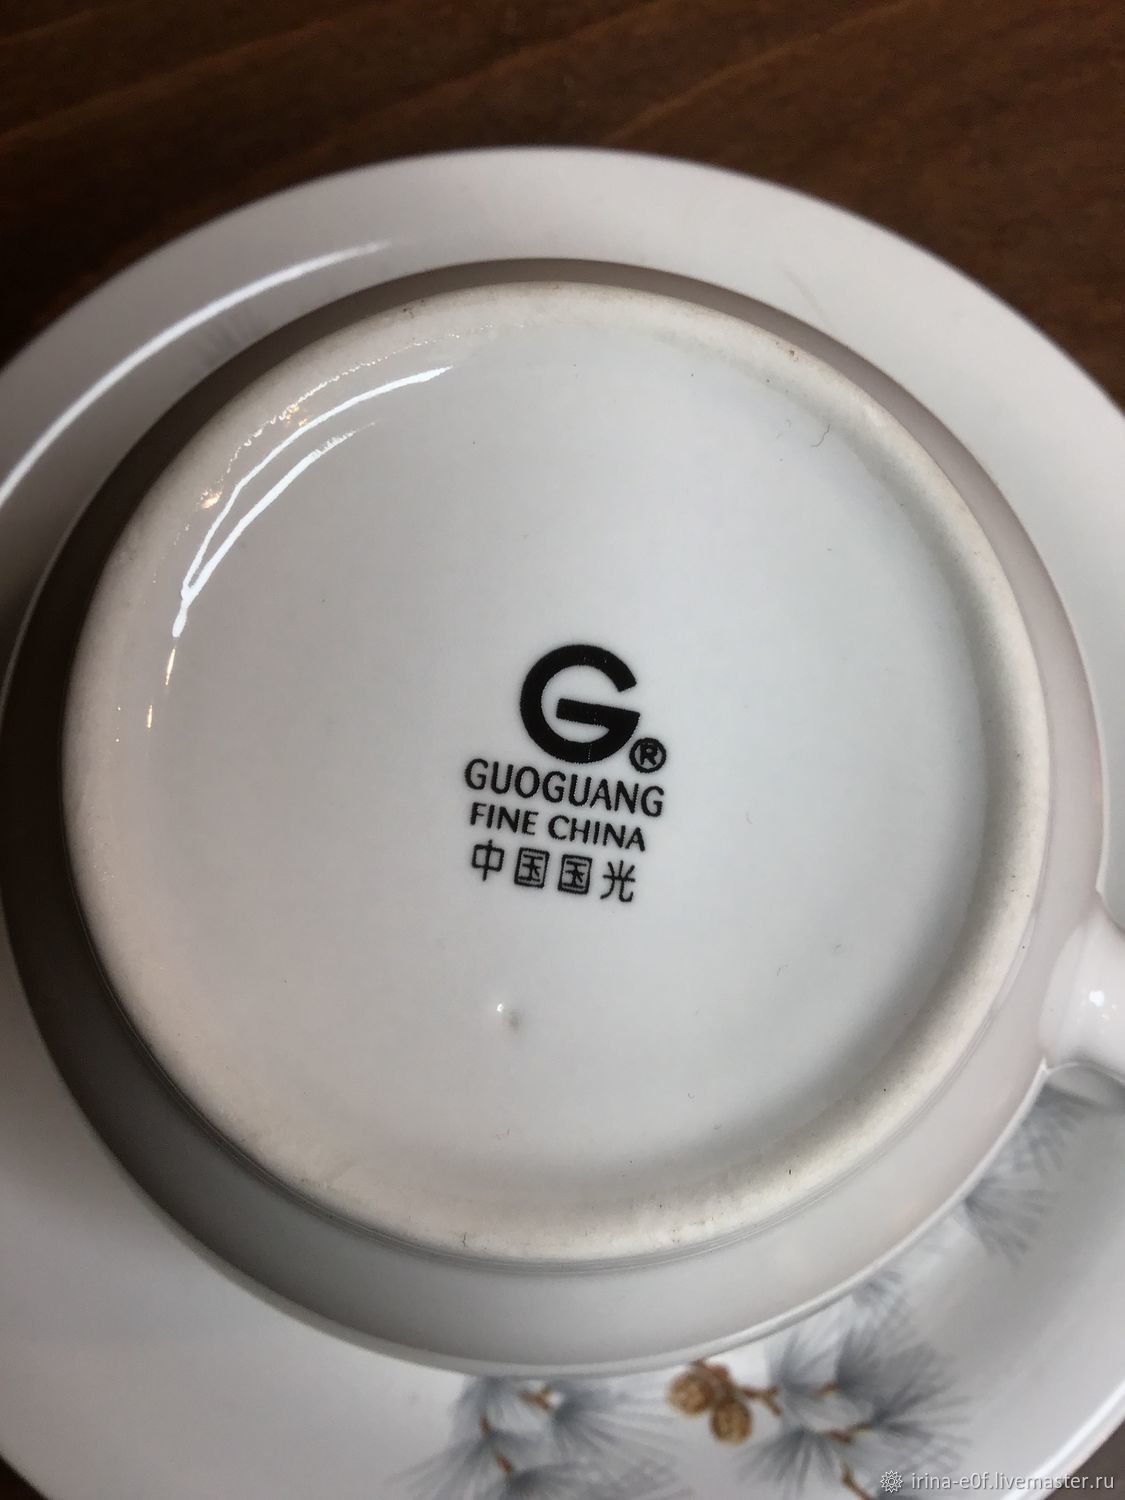 G®
GUOGUANG
FINE CHINA
中国国光
irina-e0f.livemaster.ru